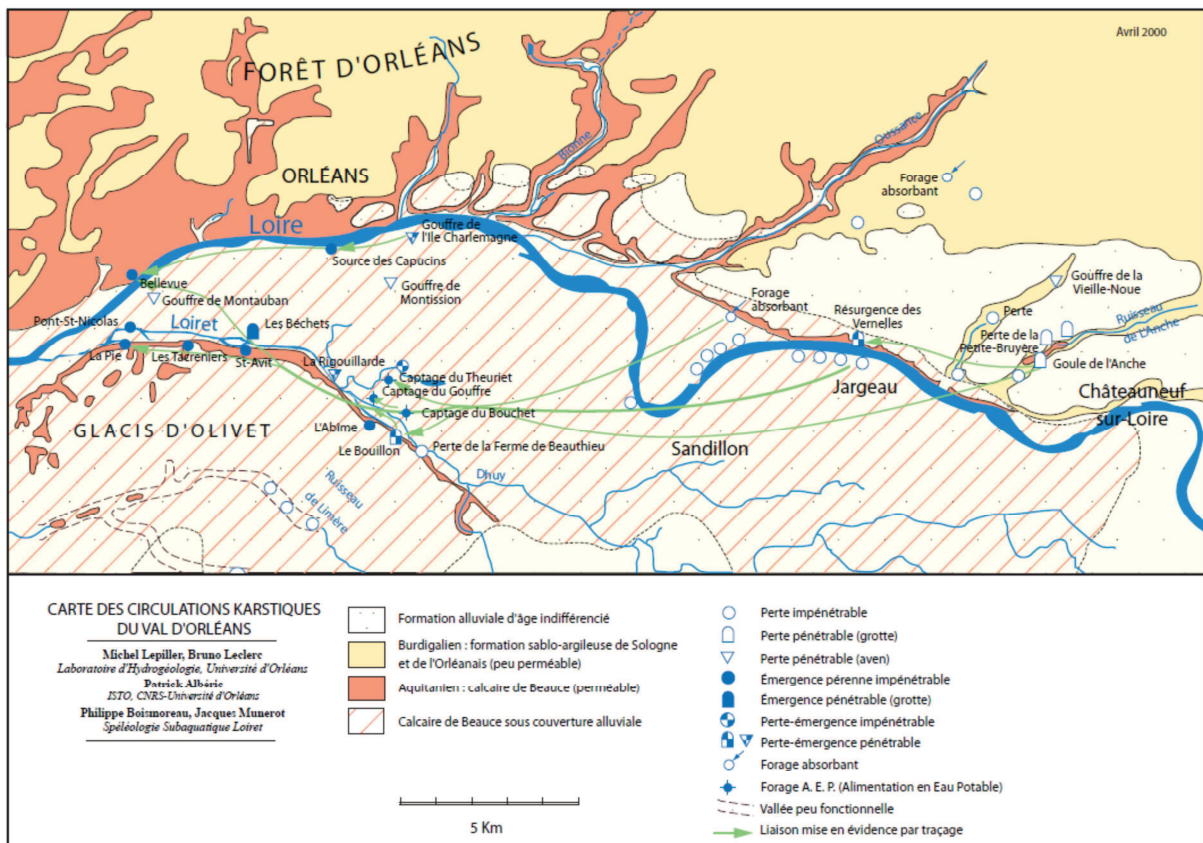 Avril 2000
FORÊT D'ORLÉANS
Bionne
Oussance
ORLÉANS
Forage
absorbant
Loire
Gouffre de
l'Ile Charlemagne
Source des Capucins
Bellevue
Gouffre de Montauban
Gouffre de
Montission
Forage
absorbant
Gouffre de la
Vieille-Noue
Perte
Ruisseau
de L'Anche
Résurgence des
Vernelles
Perte de la
Petite-Bruyère
Goule de l'Anche
Pont-St-Nicolas
Loiret
Les Béchets
La Pie
Les Tacreniers
St-Avit
La Rigouillarde
Captage du Theuriet
Captage du Gouffre
Captage du Bouchet
Jargeau
Châteauneuf
sur-Loire
GLACIS D'OLIVET
L'Abîme
Le Bouillon
Perte de la Ferme de Beauthieu
Sandillon
Dhuy
Ruisseau
de Limère
CARTE DES CIRCULATIONS KARSTIQUES
DU VAL D'ORLÉANS
Michel Lepiller, Bruno Leclerc
Laboratoire d'Hydrogéologie, Université d'Orléans
Patrick Albéric
ISTO, CNRS-Université d'Orléans
Philippe Boismoreau, Jacques Munerot
Spéléologie Subaquatique Loiret
Formation alluviale d'âge indifférencié
Burdigalien : formation sablo-argileuse de Sologne
et de l'Orléanais (peu perméable)
Aquitanien : calcaire de Beauce (perméable)
Calcaire de Beauce sous couverture alluviale
5 Km
Perte impénétrable
Perte pénétrable (grotte)
Perte pénétrable (aven)
Émergence pérenne impénétrable
Émergence pénétrable (grotte)
Perte-émergence impénétrable
Perte-émergence pénétrable
Forage absorbant
Forage A. E. P. (Alimentation en Eau Potable)
Vallée peu fonctionnelle
Liaison mise en évidence par traçage